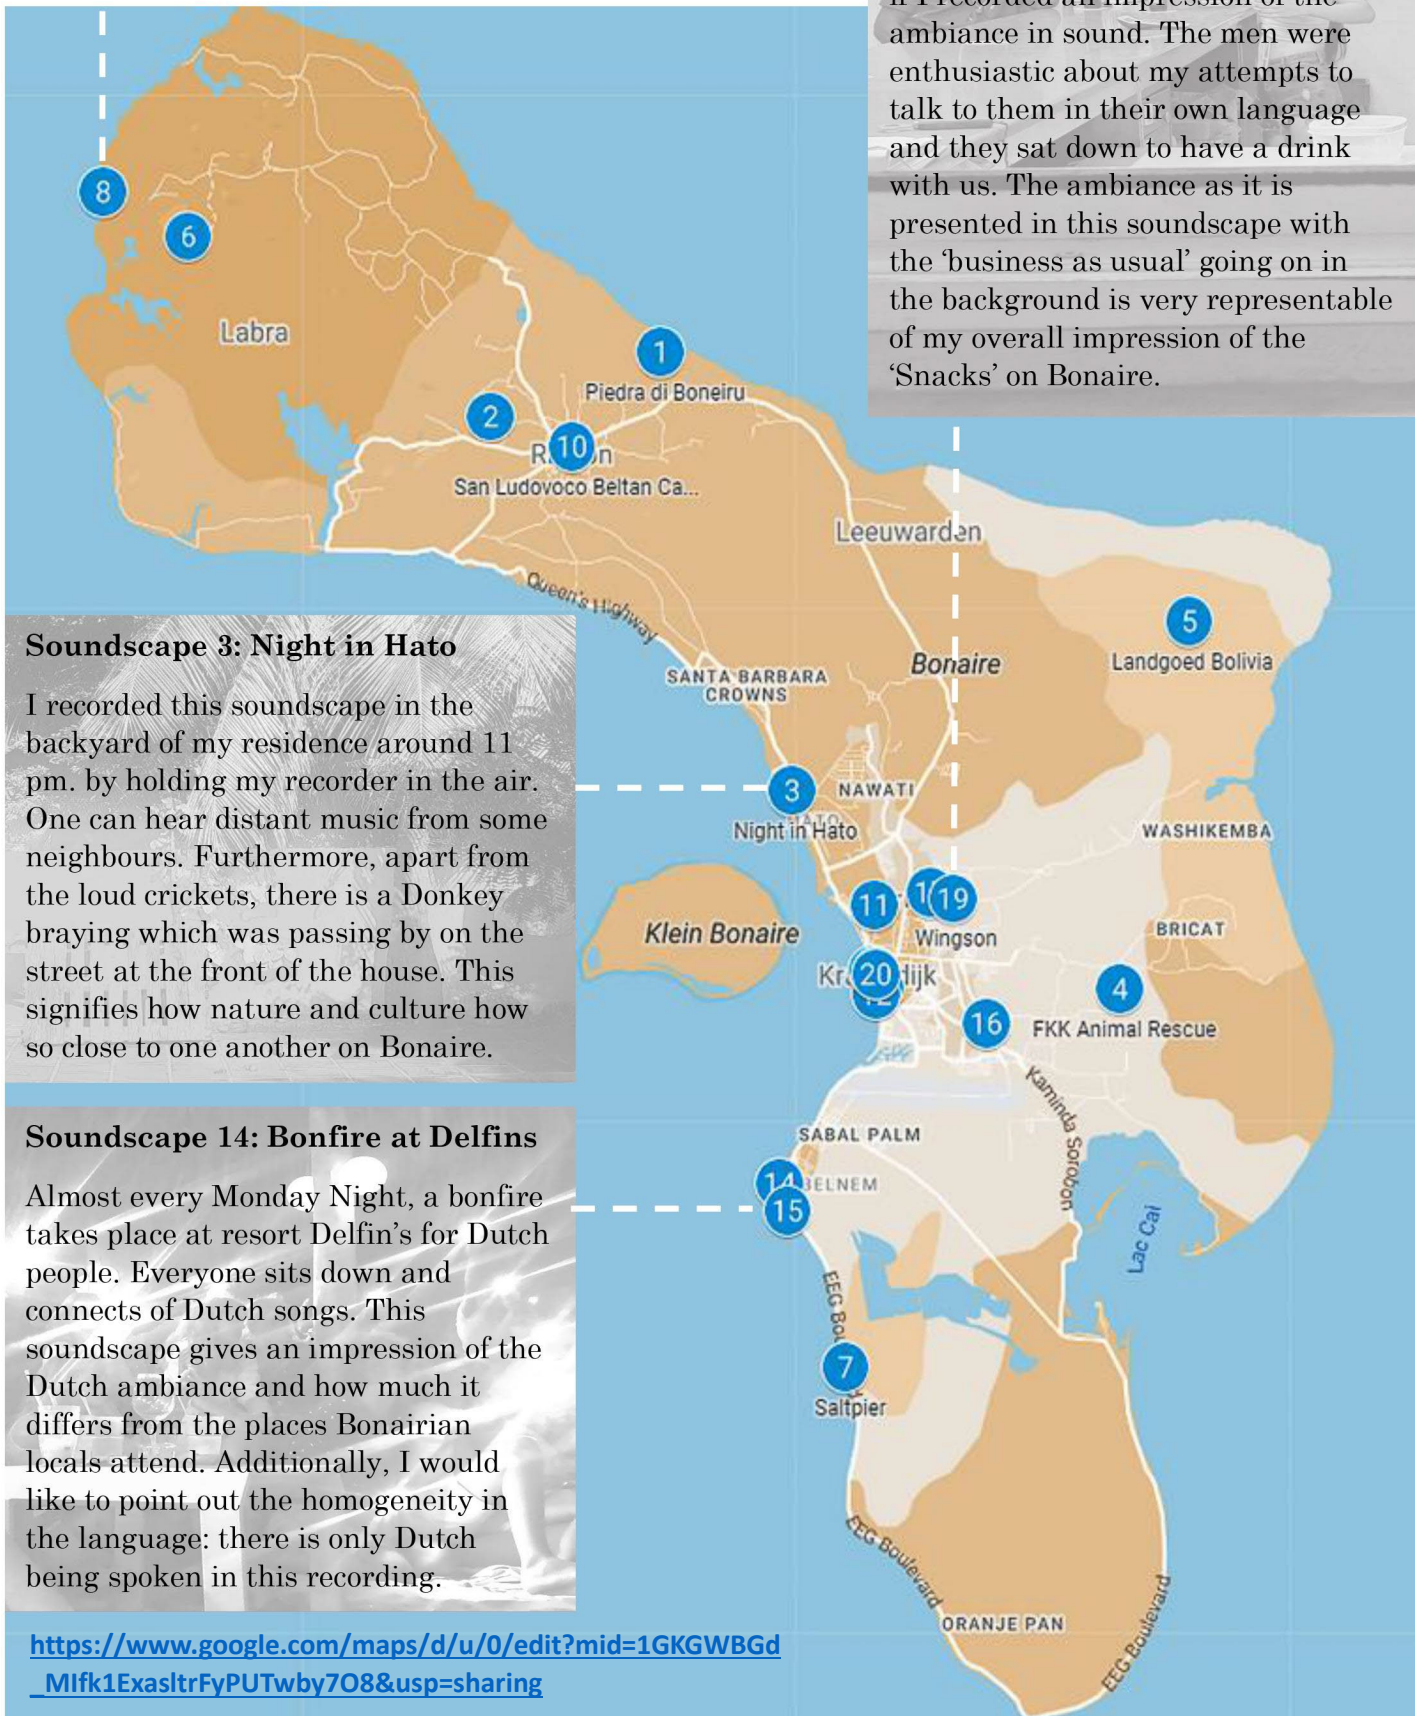 ambiance in sound. The men were
enthusiastic about my attempts to
talk to them in their own language
and they sat down to have a drink
with us. The ambiance as it is
presented in this soundscape with
the ‘business as usual’ going on in
the background is very representable
of my overall impression of the
‘Snacks’ on Bonaire.
8
6
Labra
1
Piedra di Boneiru
2
10
San Ludovoco Beltan Ca...
Leeuwarden
Queen's Highway
5
Landgoed Bolivia
Bonaire
SANTA BARBARA
CROWNS
Soundscape 3: Night in Hato
I recorded this soundscape in the
backyard of my residence around 11
pm. by holding my recorder in the air.
One can hear distant music from some
neighbours. Furthermore, apart from
the loud crickets, there is a Donkey
braying which was passing by on the
street at the front of the house. This
signifies how nature and culture how
so close to one another on Bonaire.
3
NAWATI
Night in Hato
WASHIKEMBA
11
19
Wingson
Klein Bonaire
BRICAT
20
4
FKK Animal Rescue
16
Kaminda Sorobon
SABAL PALM
14
BELNEM
15
Lac Cai
Soundscape 14: Bonfire at Delfins
Almost every Monday Night, a bonfire
takes place at resort Delfin’s for Dutch
people. Everyone sits down and
connects of Dutch songs. This
soundscape gives an impression of the
Dutch ambiance and how much it
differs from the places Bonairian
locals attend. Additionally, I would
like to point out the homogeneity in
the language: there is only Dutch
being spoken in this recording.
7
Saltpier
EEG Boulevard
ORANJE PAN
EEG Boulevard
https://www.google.com/maps/d/u/0/edit?mid=1GKGWBGd
_MIfk1ExasltrFyPUTwby7O8&usp=sharing